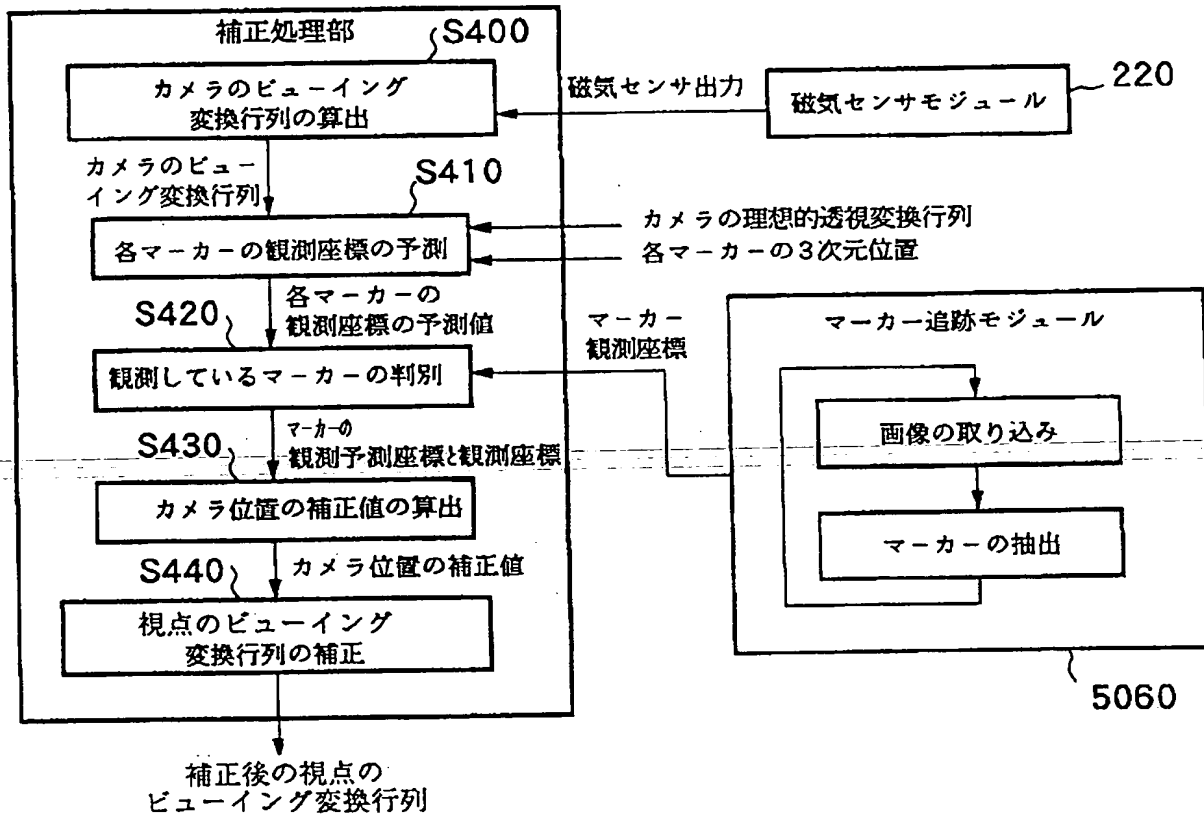 補正処理部
S400
カメラのビューイング
変換行列の算出
磁気センサ出力
磁気センサモジュール
220
カメラのビュー
イング変換行列
S410
各マーカーの観測座標の予測
カメラの理想的透視変換行列
各マーカーの3次元位置
各マーカーの
観測座標の予測値
S420
観測しているマーカーの判別
マーカー
観測座標
マーカー追跡モジュール
画像の取り込み
マーカーの抽出
5060
マーカーの
観測予測座標と観測座標
S430
カメラ位置の補正値の算出
カメラ位置の補正値
S440
視点のビューイング
変換行列の補正
補正後の視点の
ビューイング変換行列